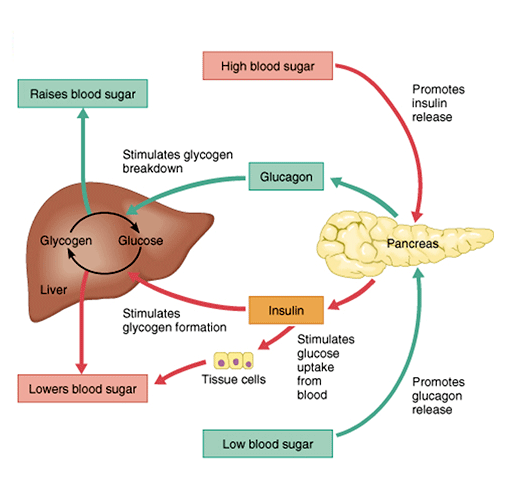 High blood sugar
Raises blood sugar
Promotes
insulin
release
Stimulates glycogen
breakdown
Glucagon
Glycogen
Glucose
Pancreas
Liver
Insulin
Stimulates
glycogen formation
Stimulates
glucose
uptake
from
blood
Tissue cells
Lowers blood sugar
Promotes
glucagon
release
Low blood sugar